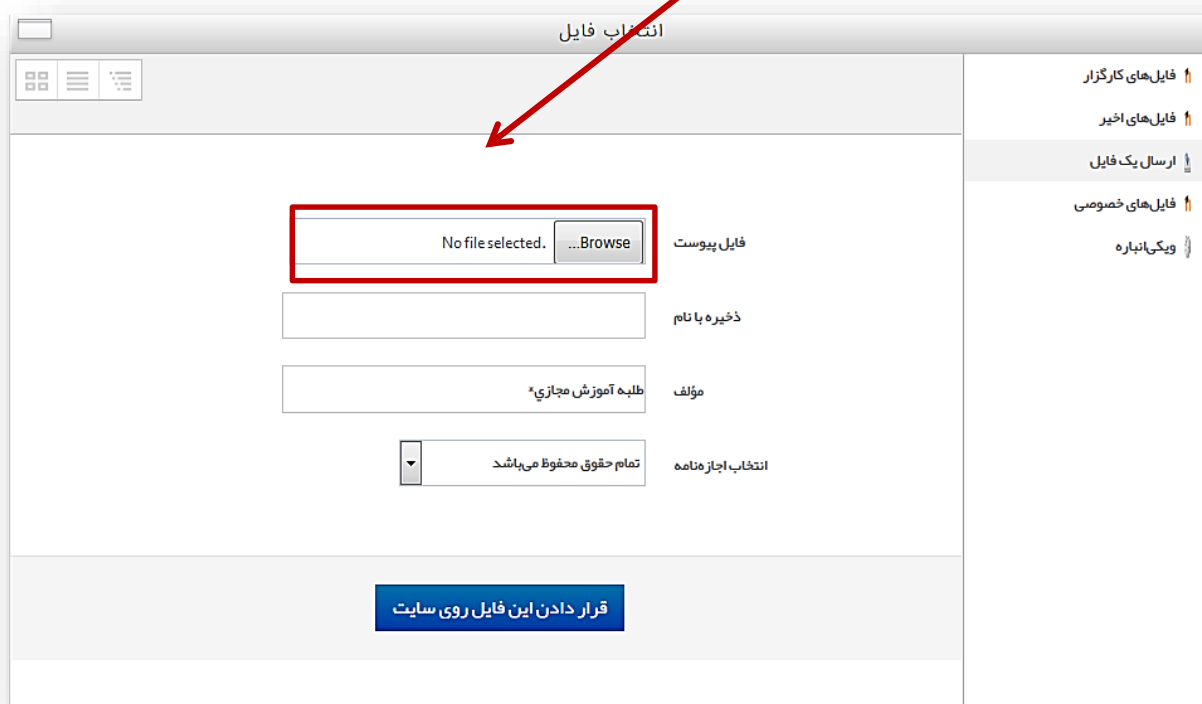 انتخاب فایل
فایل‌های کارگزار
فایل‌های اخیر
ارسال یک فایل
فایل‌های خصوصی
ویکی‌انباره
فایل پیوست
Browse...
No file selected.
ذخیره با نام
مؤلف
طلبه آموزش مجازي*
انتخاب اجازه‌نامه
تمام حقوق محفوظ می‌باشد
قرار دادن این فایل روی سایت